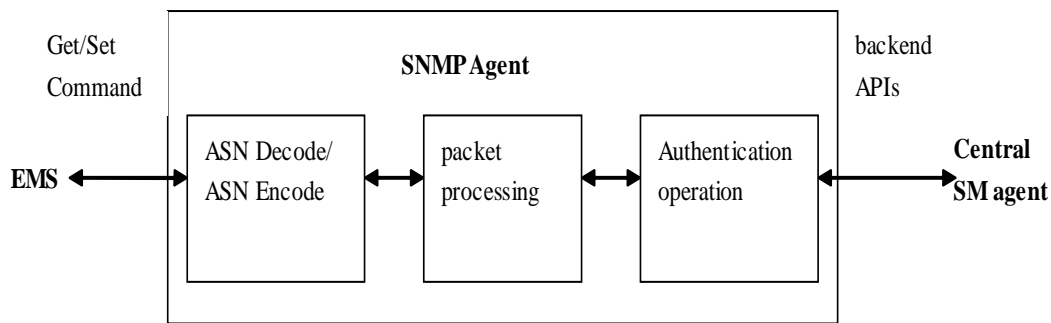 Get/Set
Command
SNMP Agent
backend
APIs
EMS
ASN Decode/
ASN Encode
packet
processing
Authentication
operation
Central
SM agent